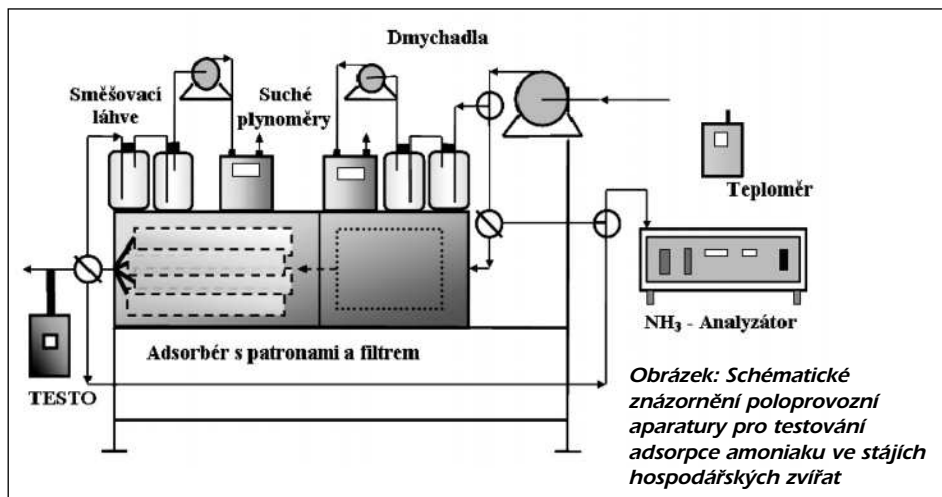 Dmychadla
Směšovací
láhve
Suché
plynoměry
Teploměr
NH₃ - Analyzátor
Adsorbér s patronami a filtrem
TESTO
Obrázek: Schématické
znázornění poloprovozní
aparatury pro testování
adsorpce amoniaku ve stájích
hospodářských zvířat